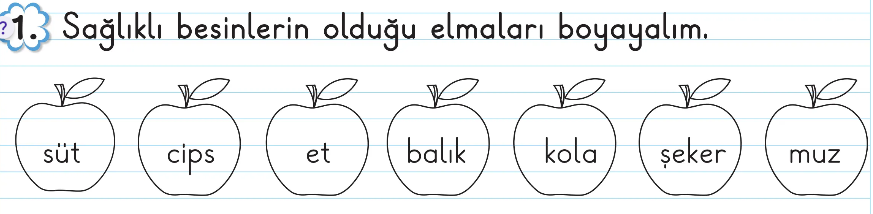 ?1. Sağlıklı besinlerin olduğu elmaları boyayalım.
süt cips et balık kola şeker muz